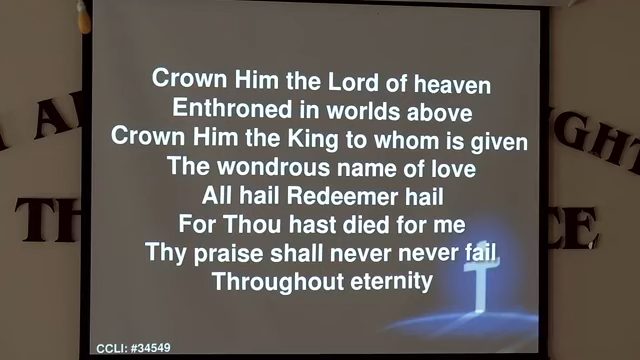 Crown Him the Lord of heaven
Enthroned in worlds above
Crown Him the King to whom is given
The wondrous name of love
All hail Redeemer hail
For Thou hast died for me
Thy praise shall never never fail
Throughout eternity
CCLI: #34549